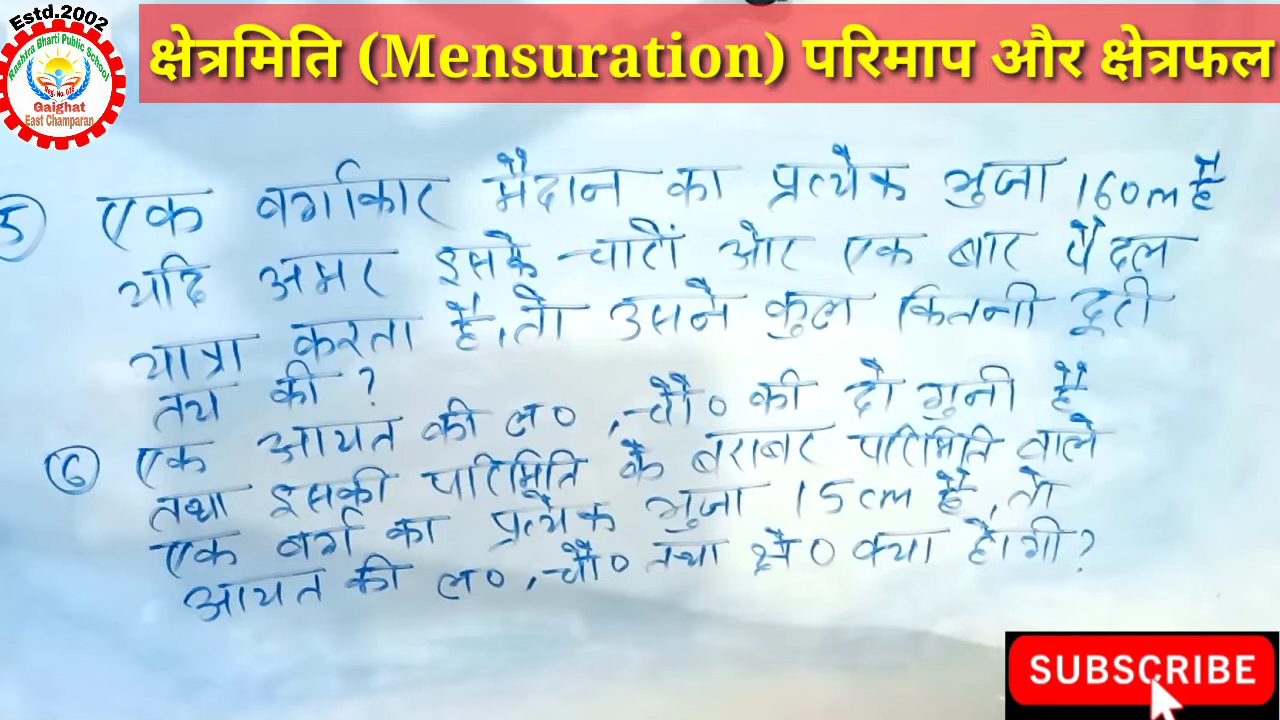 Estd.2002
Rashtra Bharti Public School
Gaighat
East Champaran
क्षेत्रमिति (Mensuration) परिमाप और क्षेत्रफल
5 एक वर्गाकार मैदान का प्रत्येक भुजा 160m है
यदि अमर इसके चारों ओर एक बार पैदल
यात्रा करता है, तो उसने कुल कितनी दूरी
तय की ?
6 एक आयत की ल० , चौ० की दो गुनी है
तथा इसकी परिमिति के बराबर परिमिति वाले
एक वर्ग का प्रत्येक भुजा 15cm है, तो
आयत की ल० , चौ० तथा क्षे० क्या होगी?
SUBSCRIBE